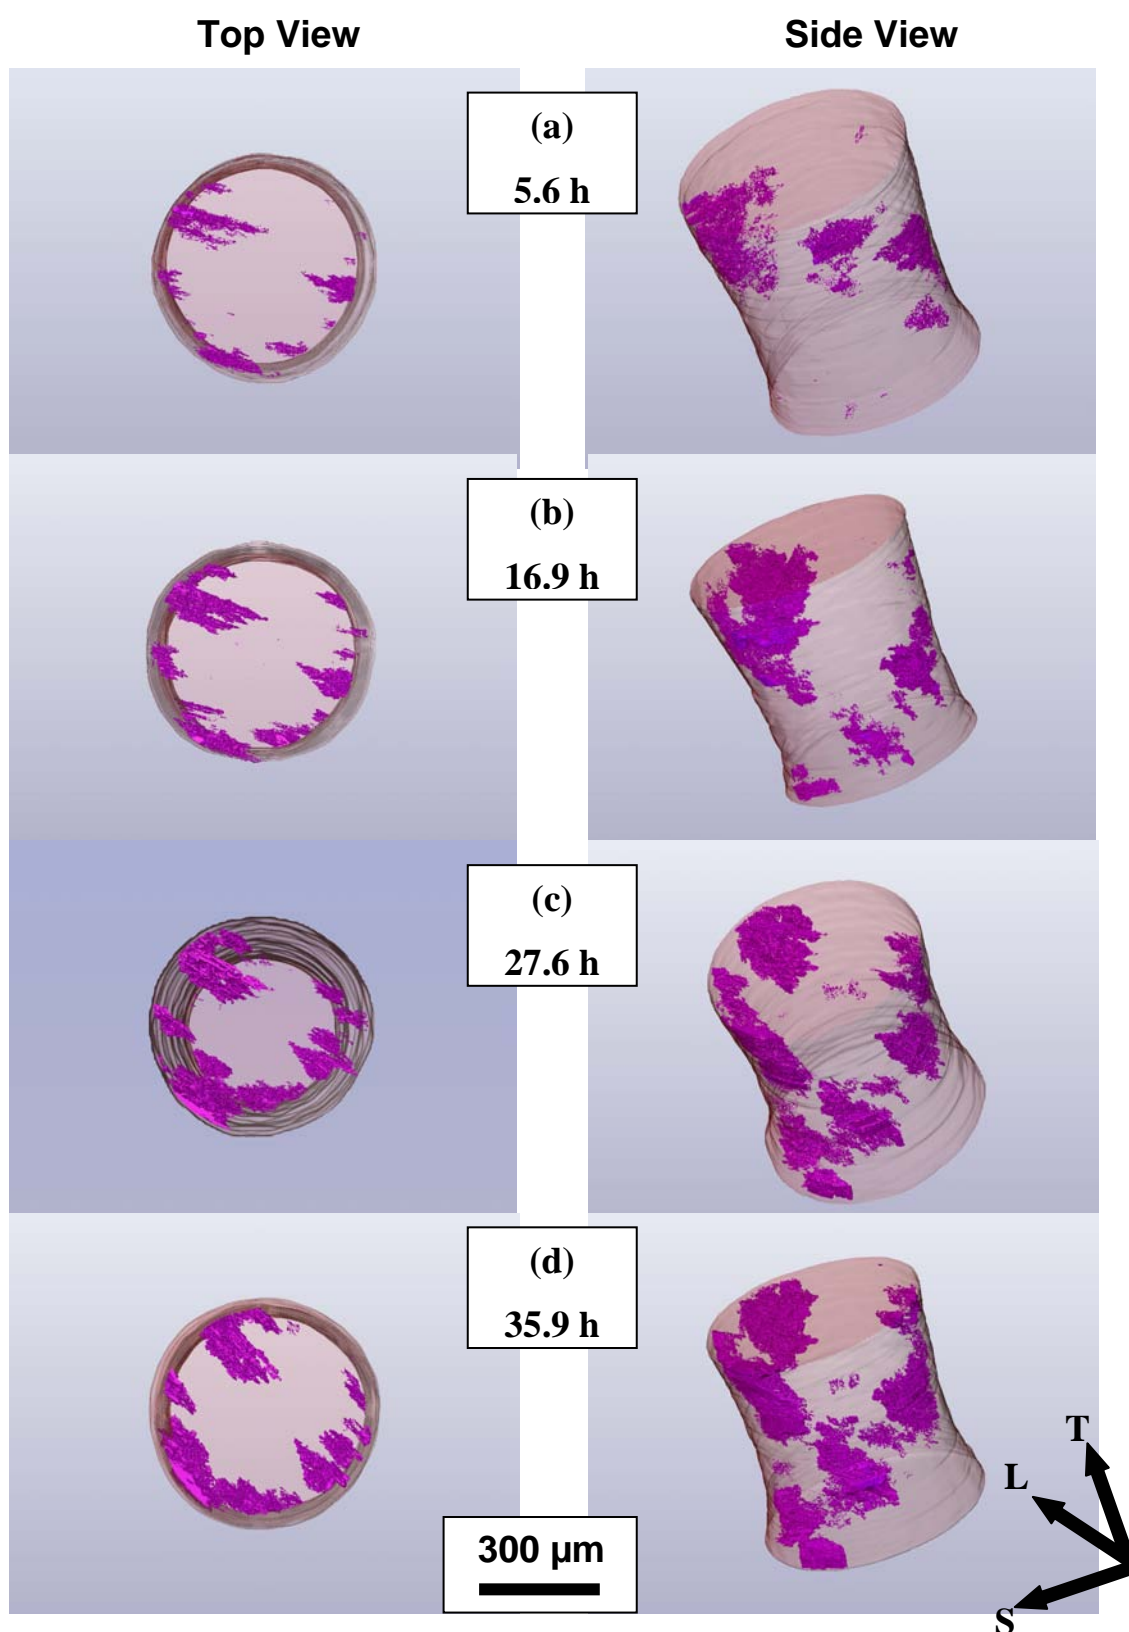 Top View
Side View
(a)
5.6 h
(b)
16.9 h
(c)
27.6 h
(d)
35.9 h
300 µm
T
L
S